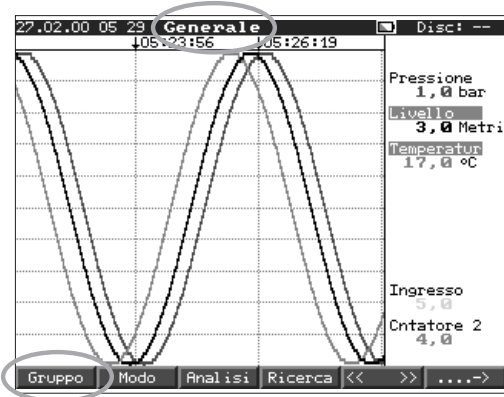 27.02.00 05 29 Generale Disc: --
05:23:56 05:26:19
Pressione
1,0 bar
Livello
3,0 Metri
Temperatur
17,0 °C
Ingresso
5,0
Cntatore 2
4,0
Gruppo Modo Analisi Ricerca << >> ....->